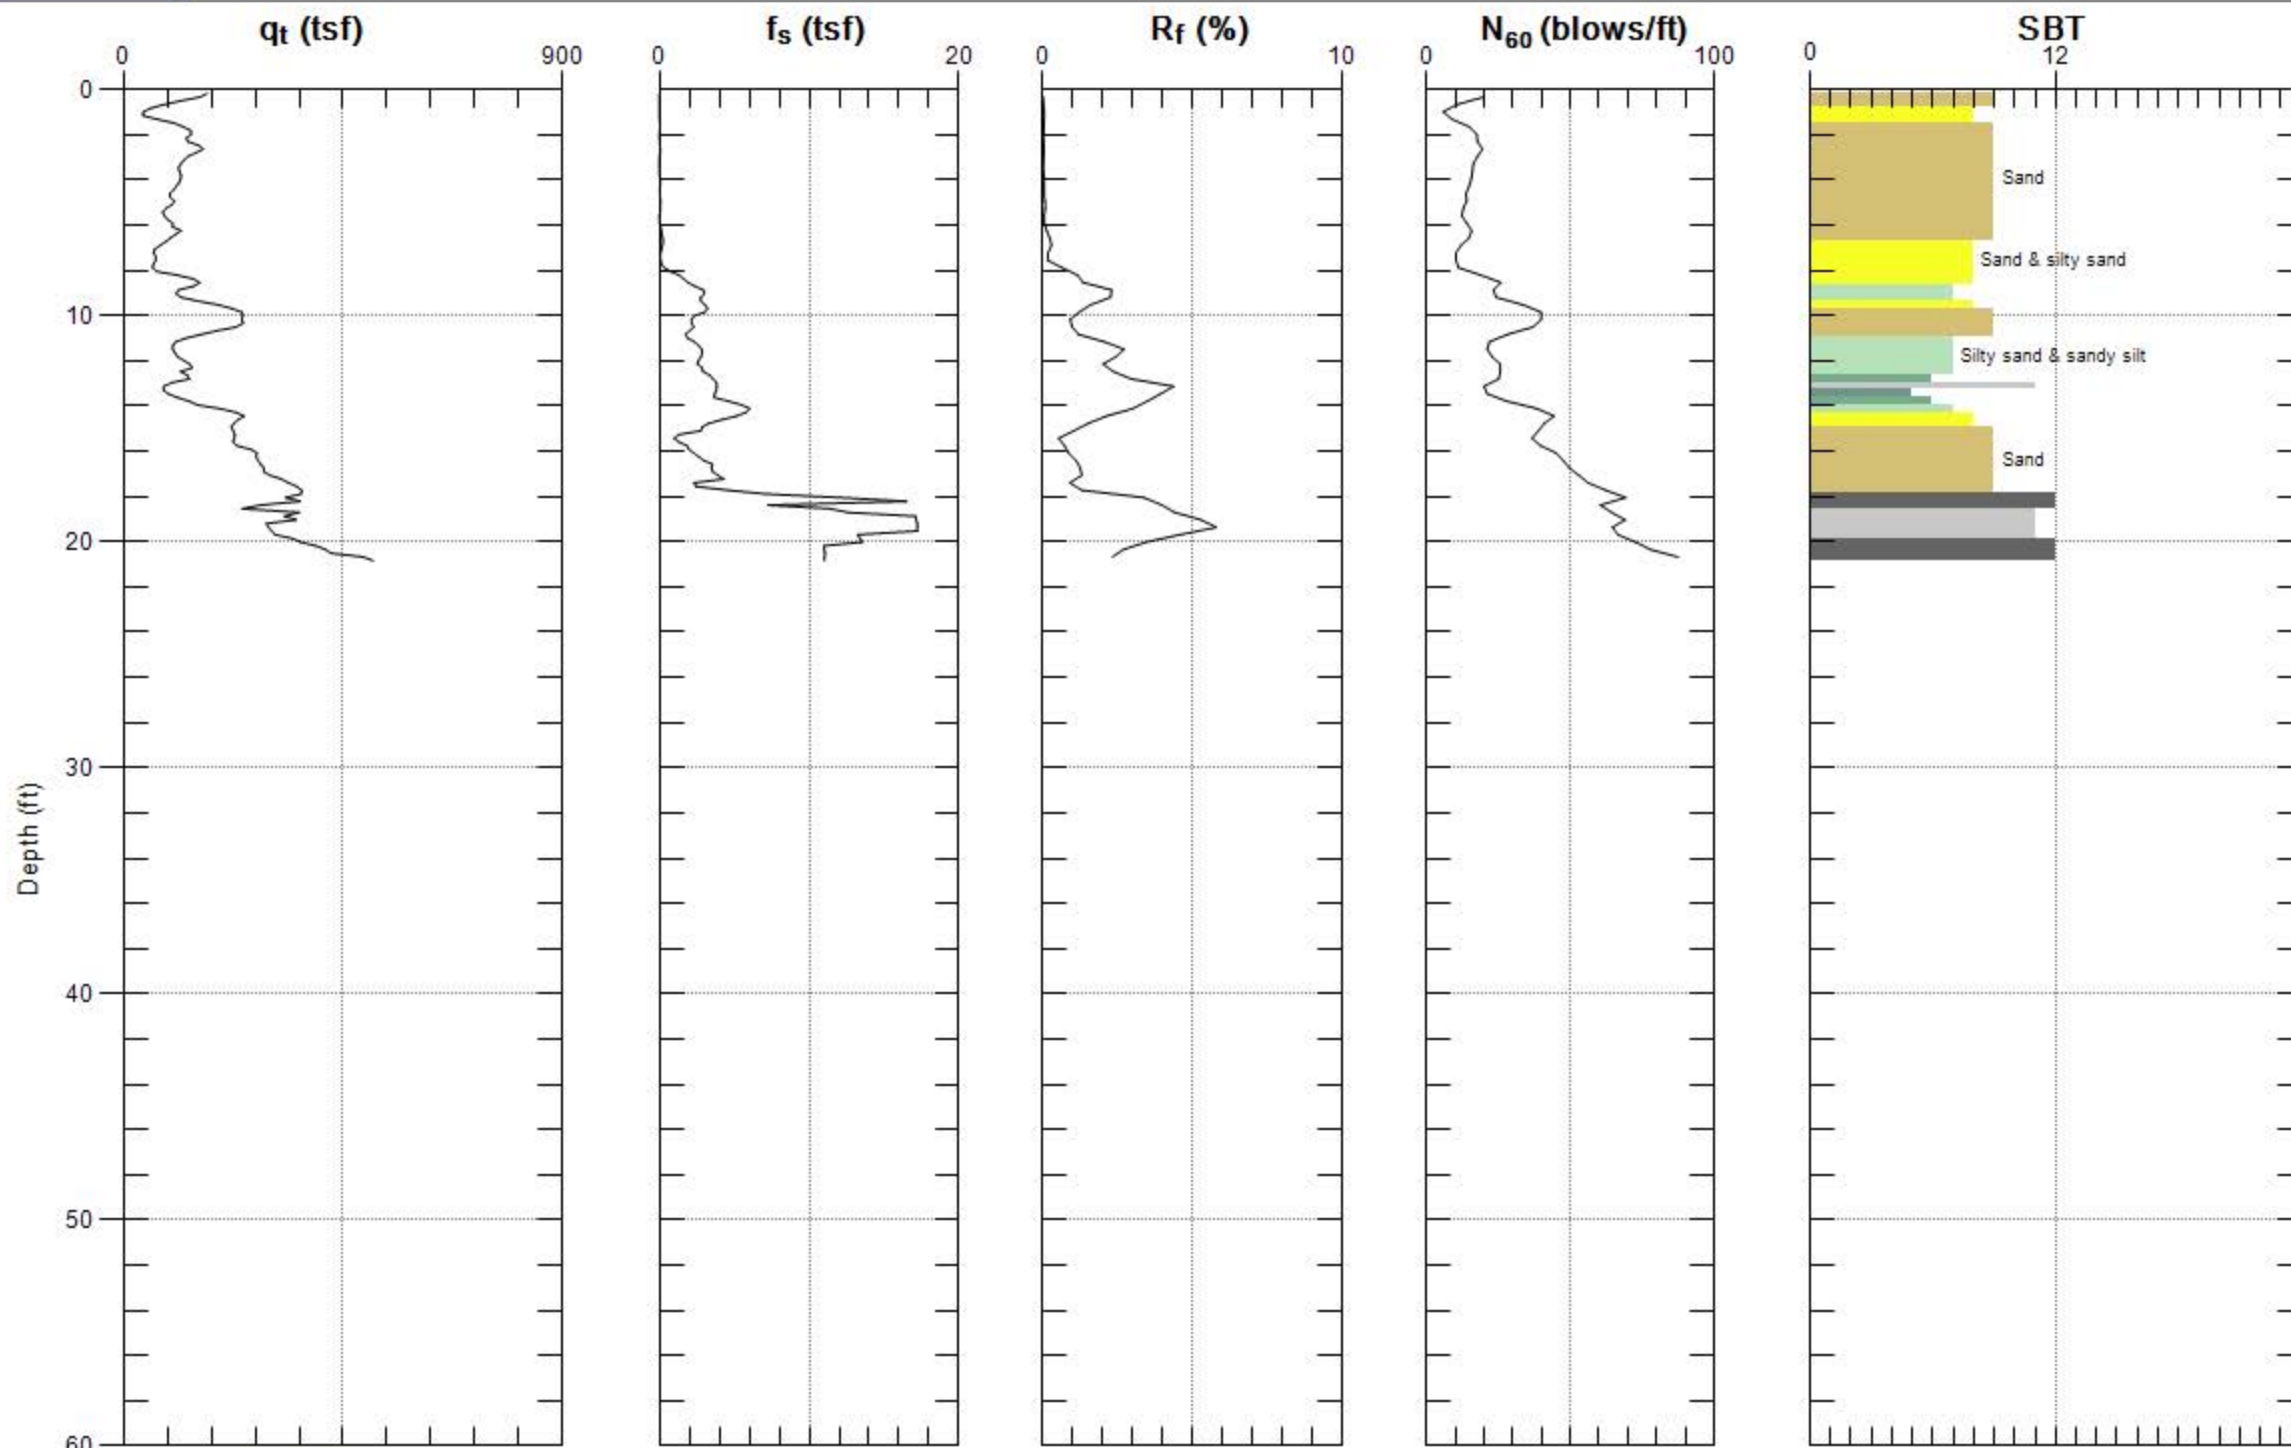 qt (tsf) fs (tsf) Rf (%) N60 (blows/ft) SBT
0 900 0 20 0 10 0 100 0 12
0
Sand
Sand & silty sand
10
Silty sand & sandy silt
Sand
20
30
Depth (ft)
40
50
60